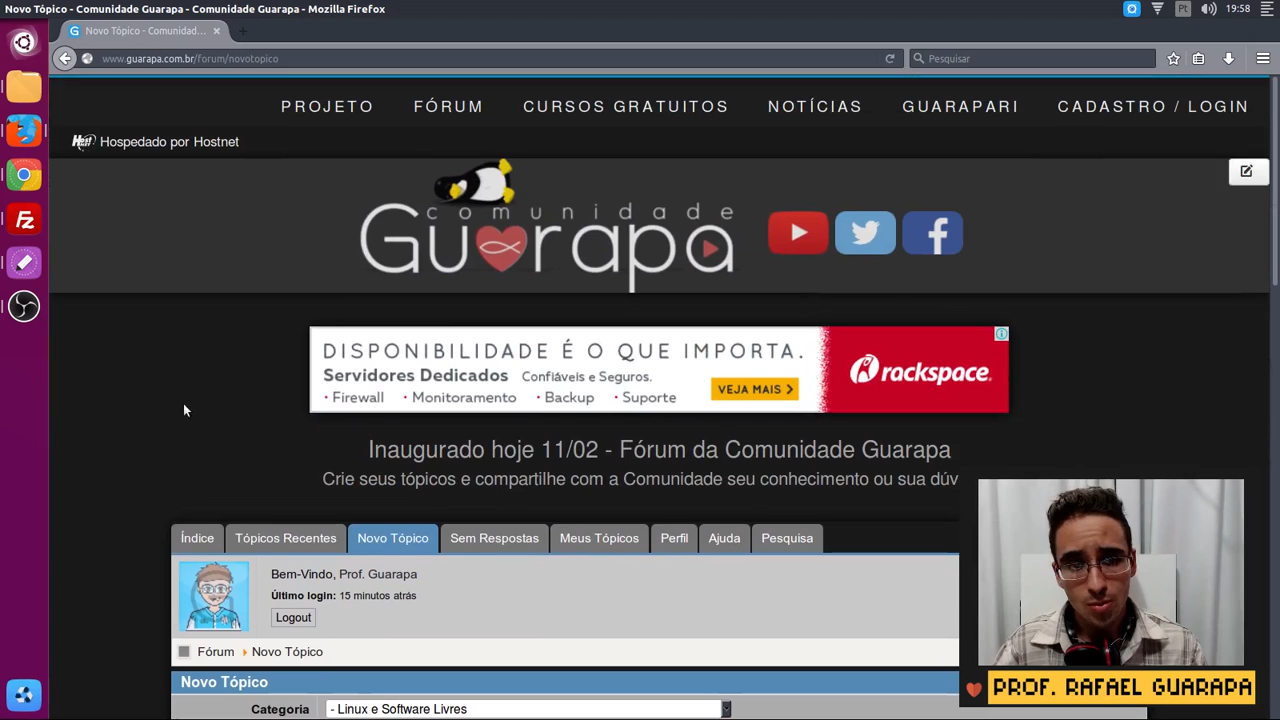 Novo Tópico - Comunidade Guarapa - Comunidade Guarapa - Mozilla Firefox
Pt
19:58
Novo Tópico - Comunidad...
www.guarapa.com.br/forum/novotopico
Pesquisar
PROJETO
FÓRUM
CURSOS GRATUITOS
NOTÍCIAS
GUARAPARI
CADASTRO / LOGIN
Host
Hospedado por Hostnet
comunidade
Guarapa
DISPONIBILIDADE É O QUE IMPORTA.
Servidores Dedicados Confiáveis e Seguros.
• Firewall • Monitoramento • Backup • Suporte
VEJA MAIS
rackspace.
Inaugurado hoje 11/02 - Fórum da Comunidade Guarapa
Crie seus tópicos e compartilhe com a Comunidade seu conhecimento ou sua dúv
Índice
Tópicos Recentes
Novo Tópico
Sem Respostas
Meus Tópicos
Perfil
Ajuda
Pesquisa
Bem-Vindo, Prof. Guarapa
Último login: 15 minutos atrás
Logout
Fórum
Novo Tópico
Novo Tópico
Categoria
- Linux e Software Livres
PROF. RAFAEL GUARAPA